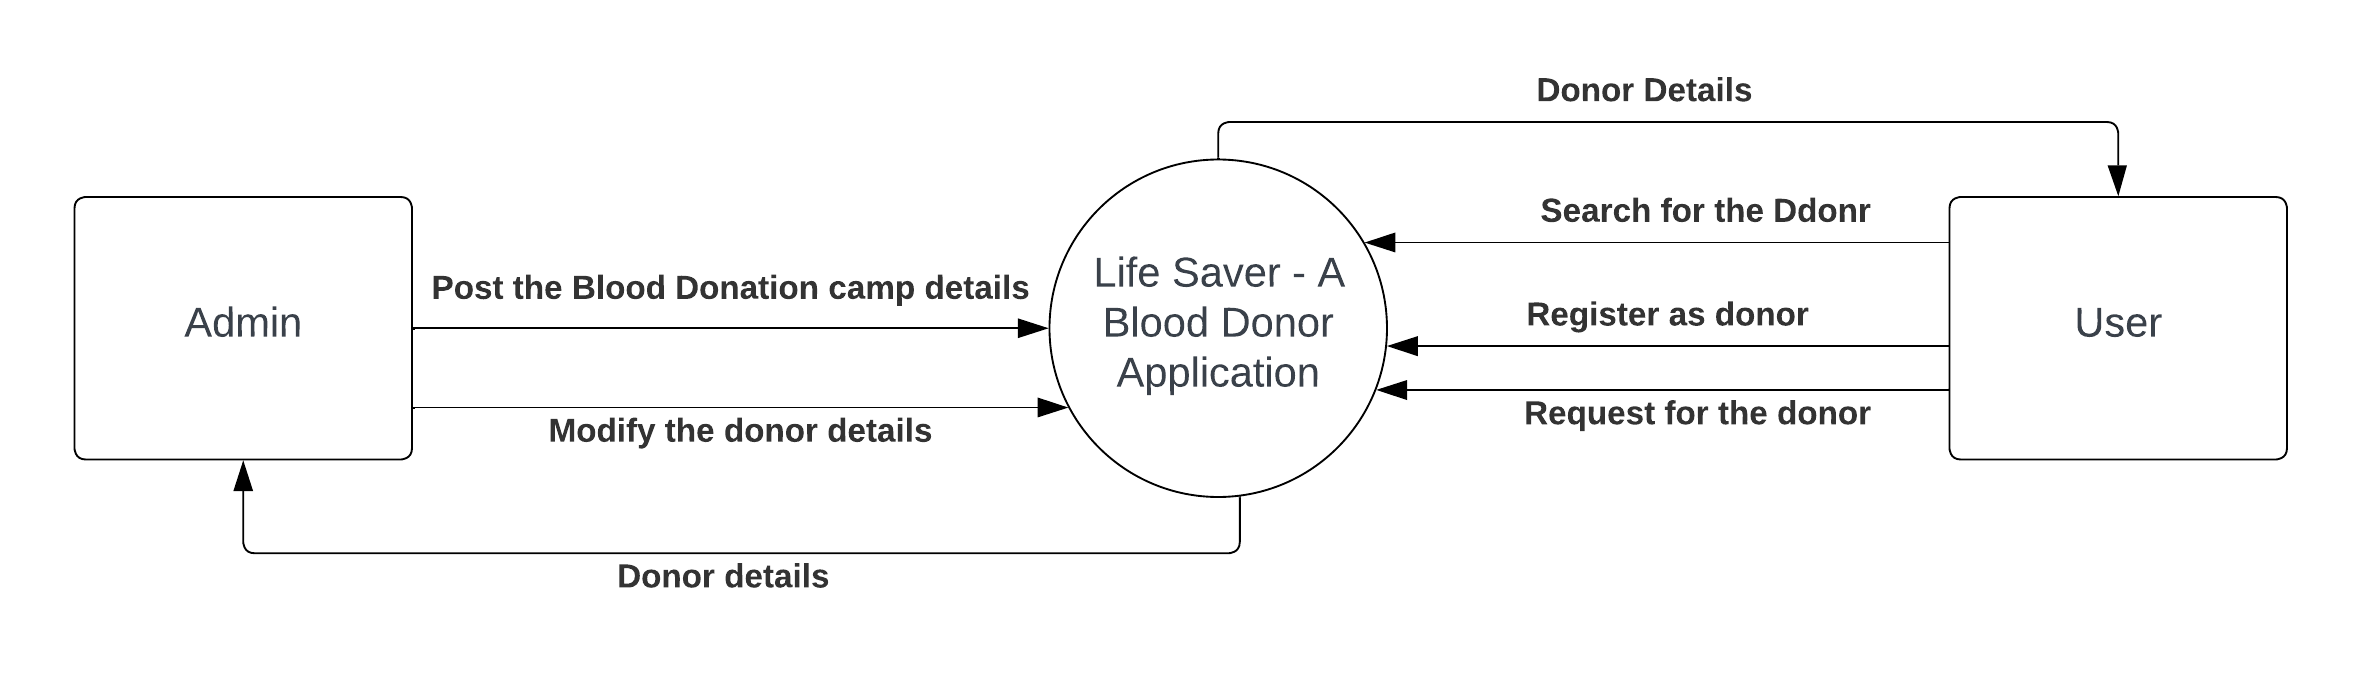 Donor Details
Search for the Ddonr
Post the Blood Donation camp details
Life Saver - A
Blood Donor
Application
Admin
Register as donor
User
Request for the donor
Modify the donor details
Donor details